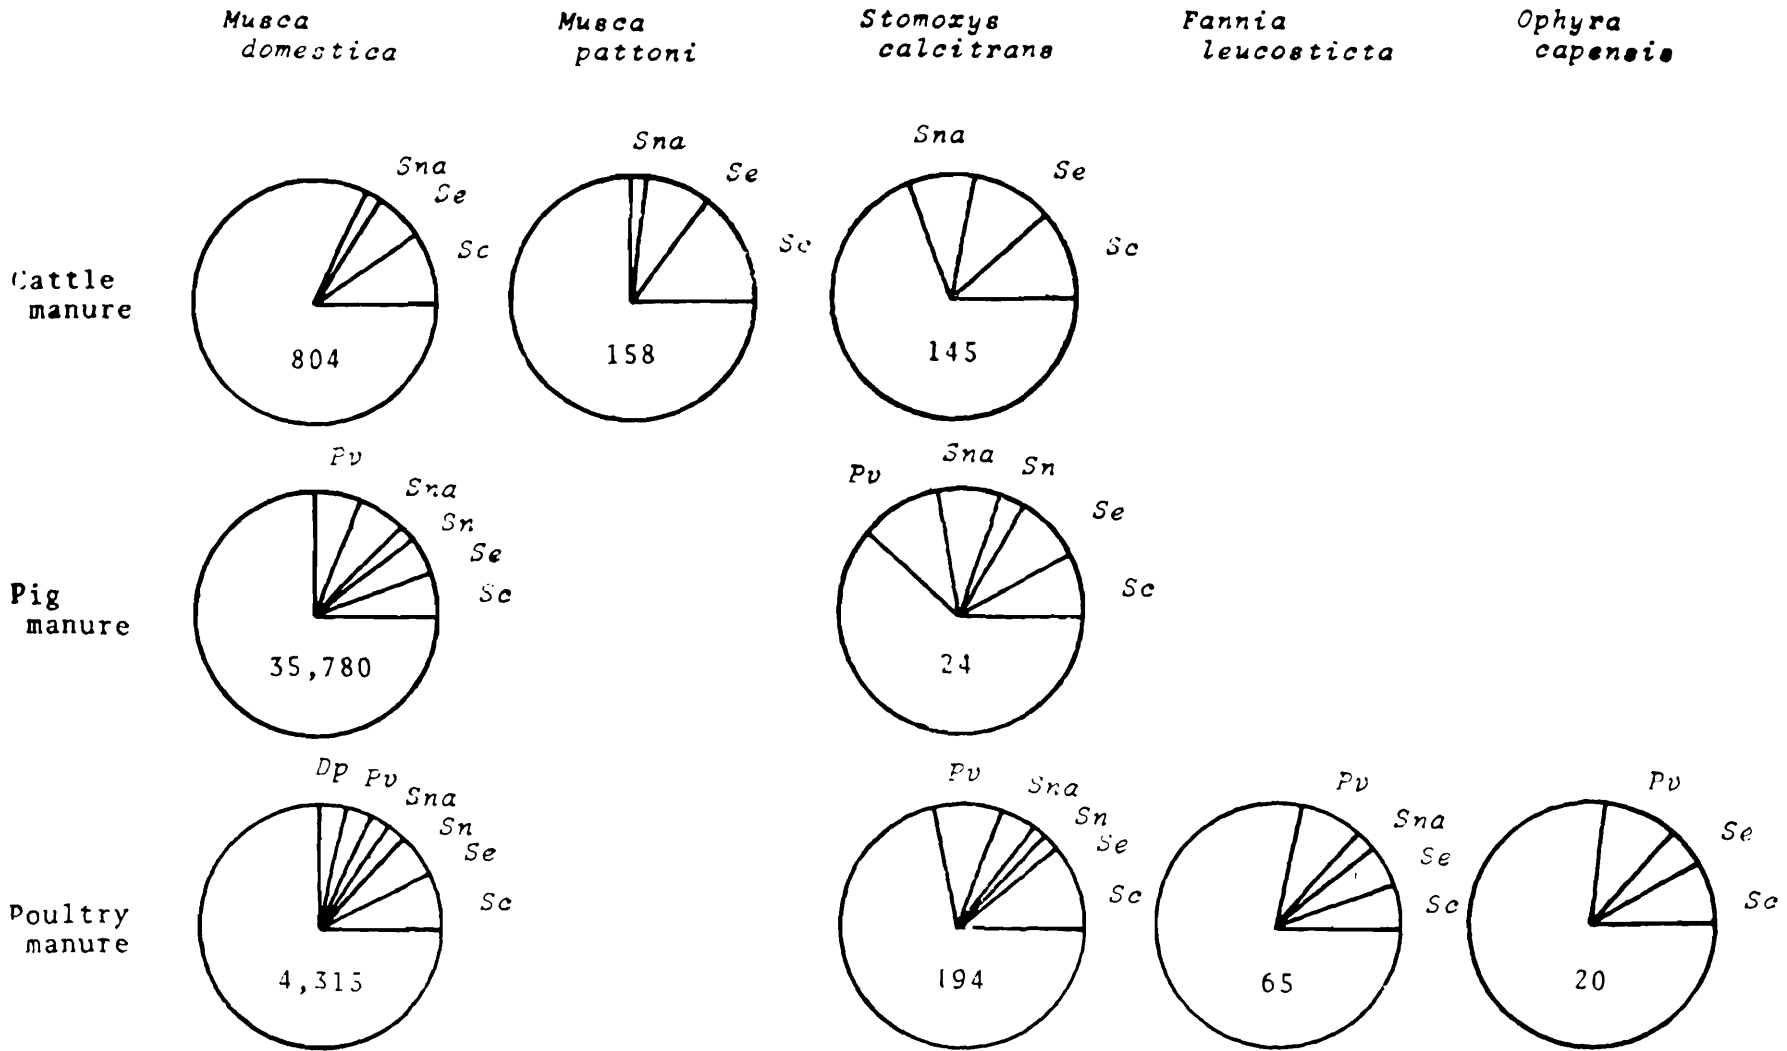 Musca
domestica
Musca
pattoni
Stomoxys
calcitrans
Fannia
leucosticta
Ophyra
capensis
Cattle
manure
Sna
Se
Sc
804
Sna
Se
Sc
158
Sna
Se
Sc
145
Pig
manure
Pv
Sna
Sn
Se
Sc
35,780
Pv
Sna
Sn
Se
Sc
24
Poultry
manure
Dp
Pv
Sna
Sn
Se
Sc
4,315
Pv
Sna
Sn
Se
Sc
194
Pv
Sna
Se
Sc
65
Pv
Se
Sc
20